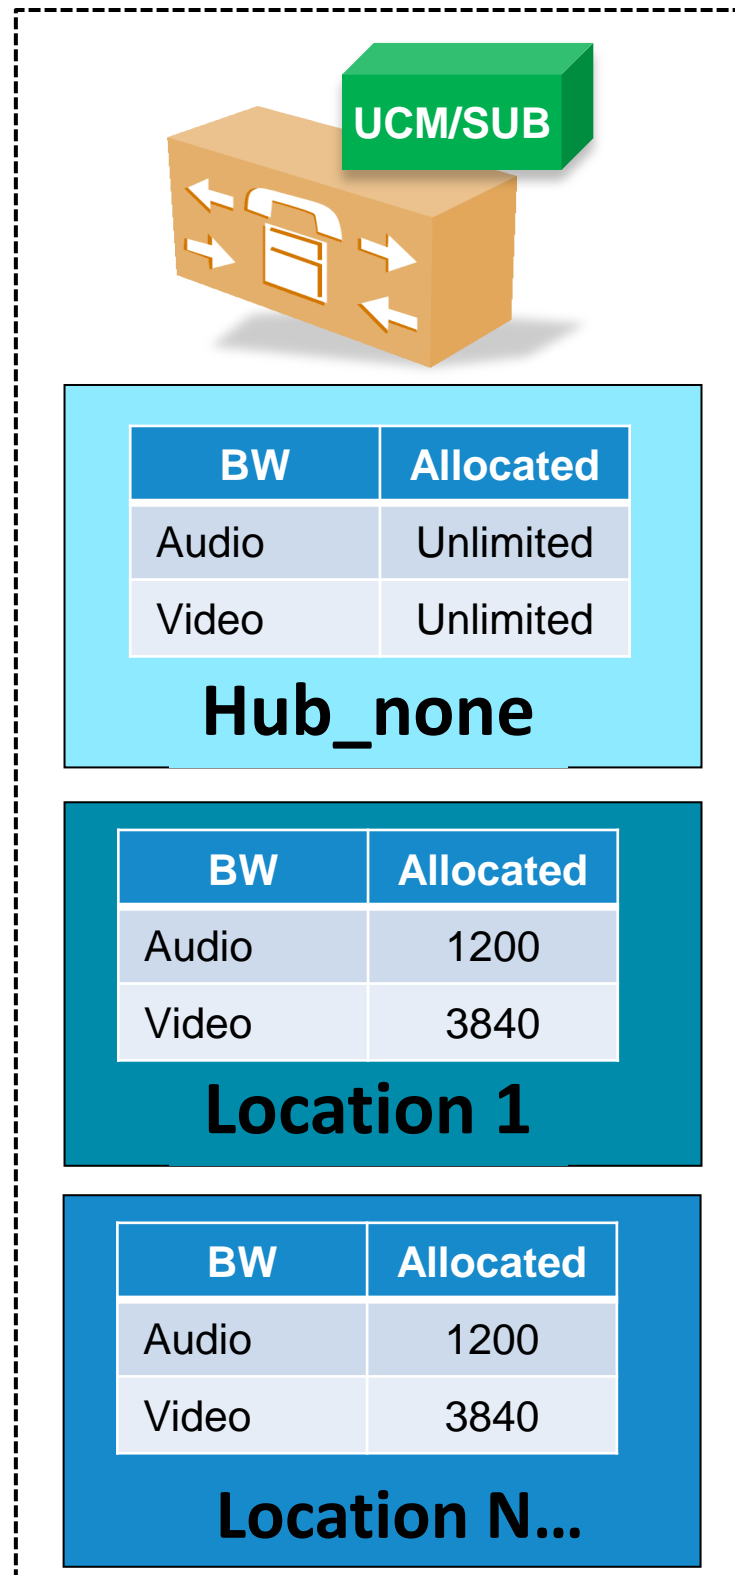 UCM/SUB
BW Allocated
Audio Unlimited
Video Unlimited
Hub_none
BW Allocated
Audio 1200
Video 3840
Location 1
BW Allocated
Audio 1200
Video 3840
Location N...